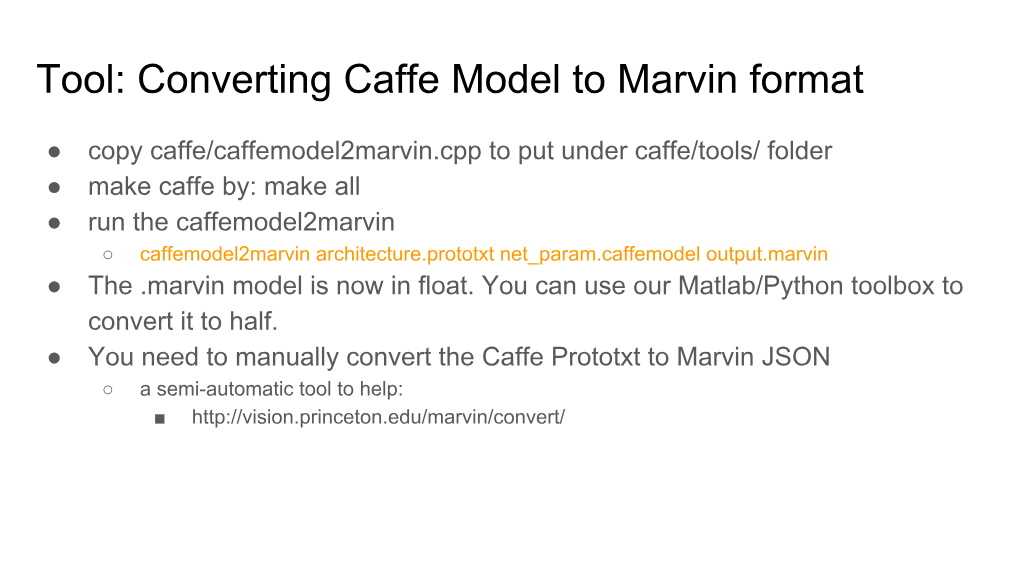 Tool: Converting Caffe Model to Marvin format
● copy caffe/caffemodel2marvin.cpp to put under caffe/tools/ folder
● make caffe by: make all
● run the caffemodel2marvin
○ caffemodel2marvin architecture.prototxt net_param.caffemodel output.marvin
● The .marvin model is now in float. You can use our Matlab/Python toolbox to
convert it to half.
● You need to manually convert the Caffe Prototxt to Marvin JSON
○ a semi-automatic tool to help:
■ http://vision.princeton.edu/marvin/convert/